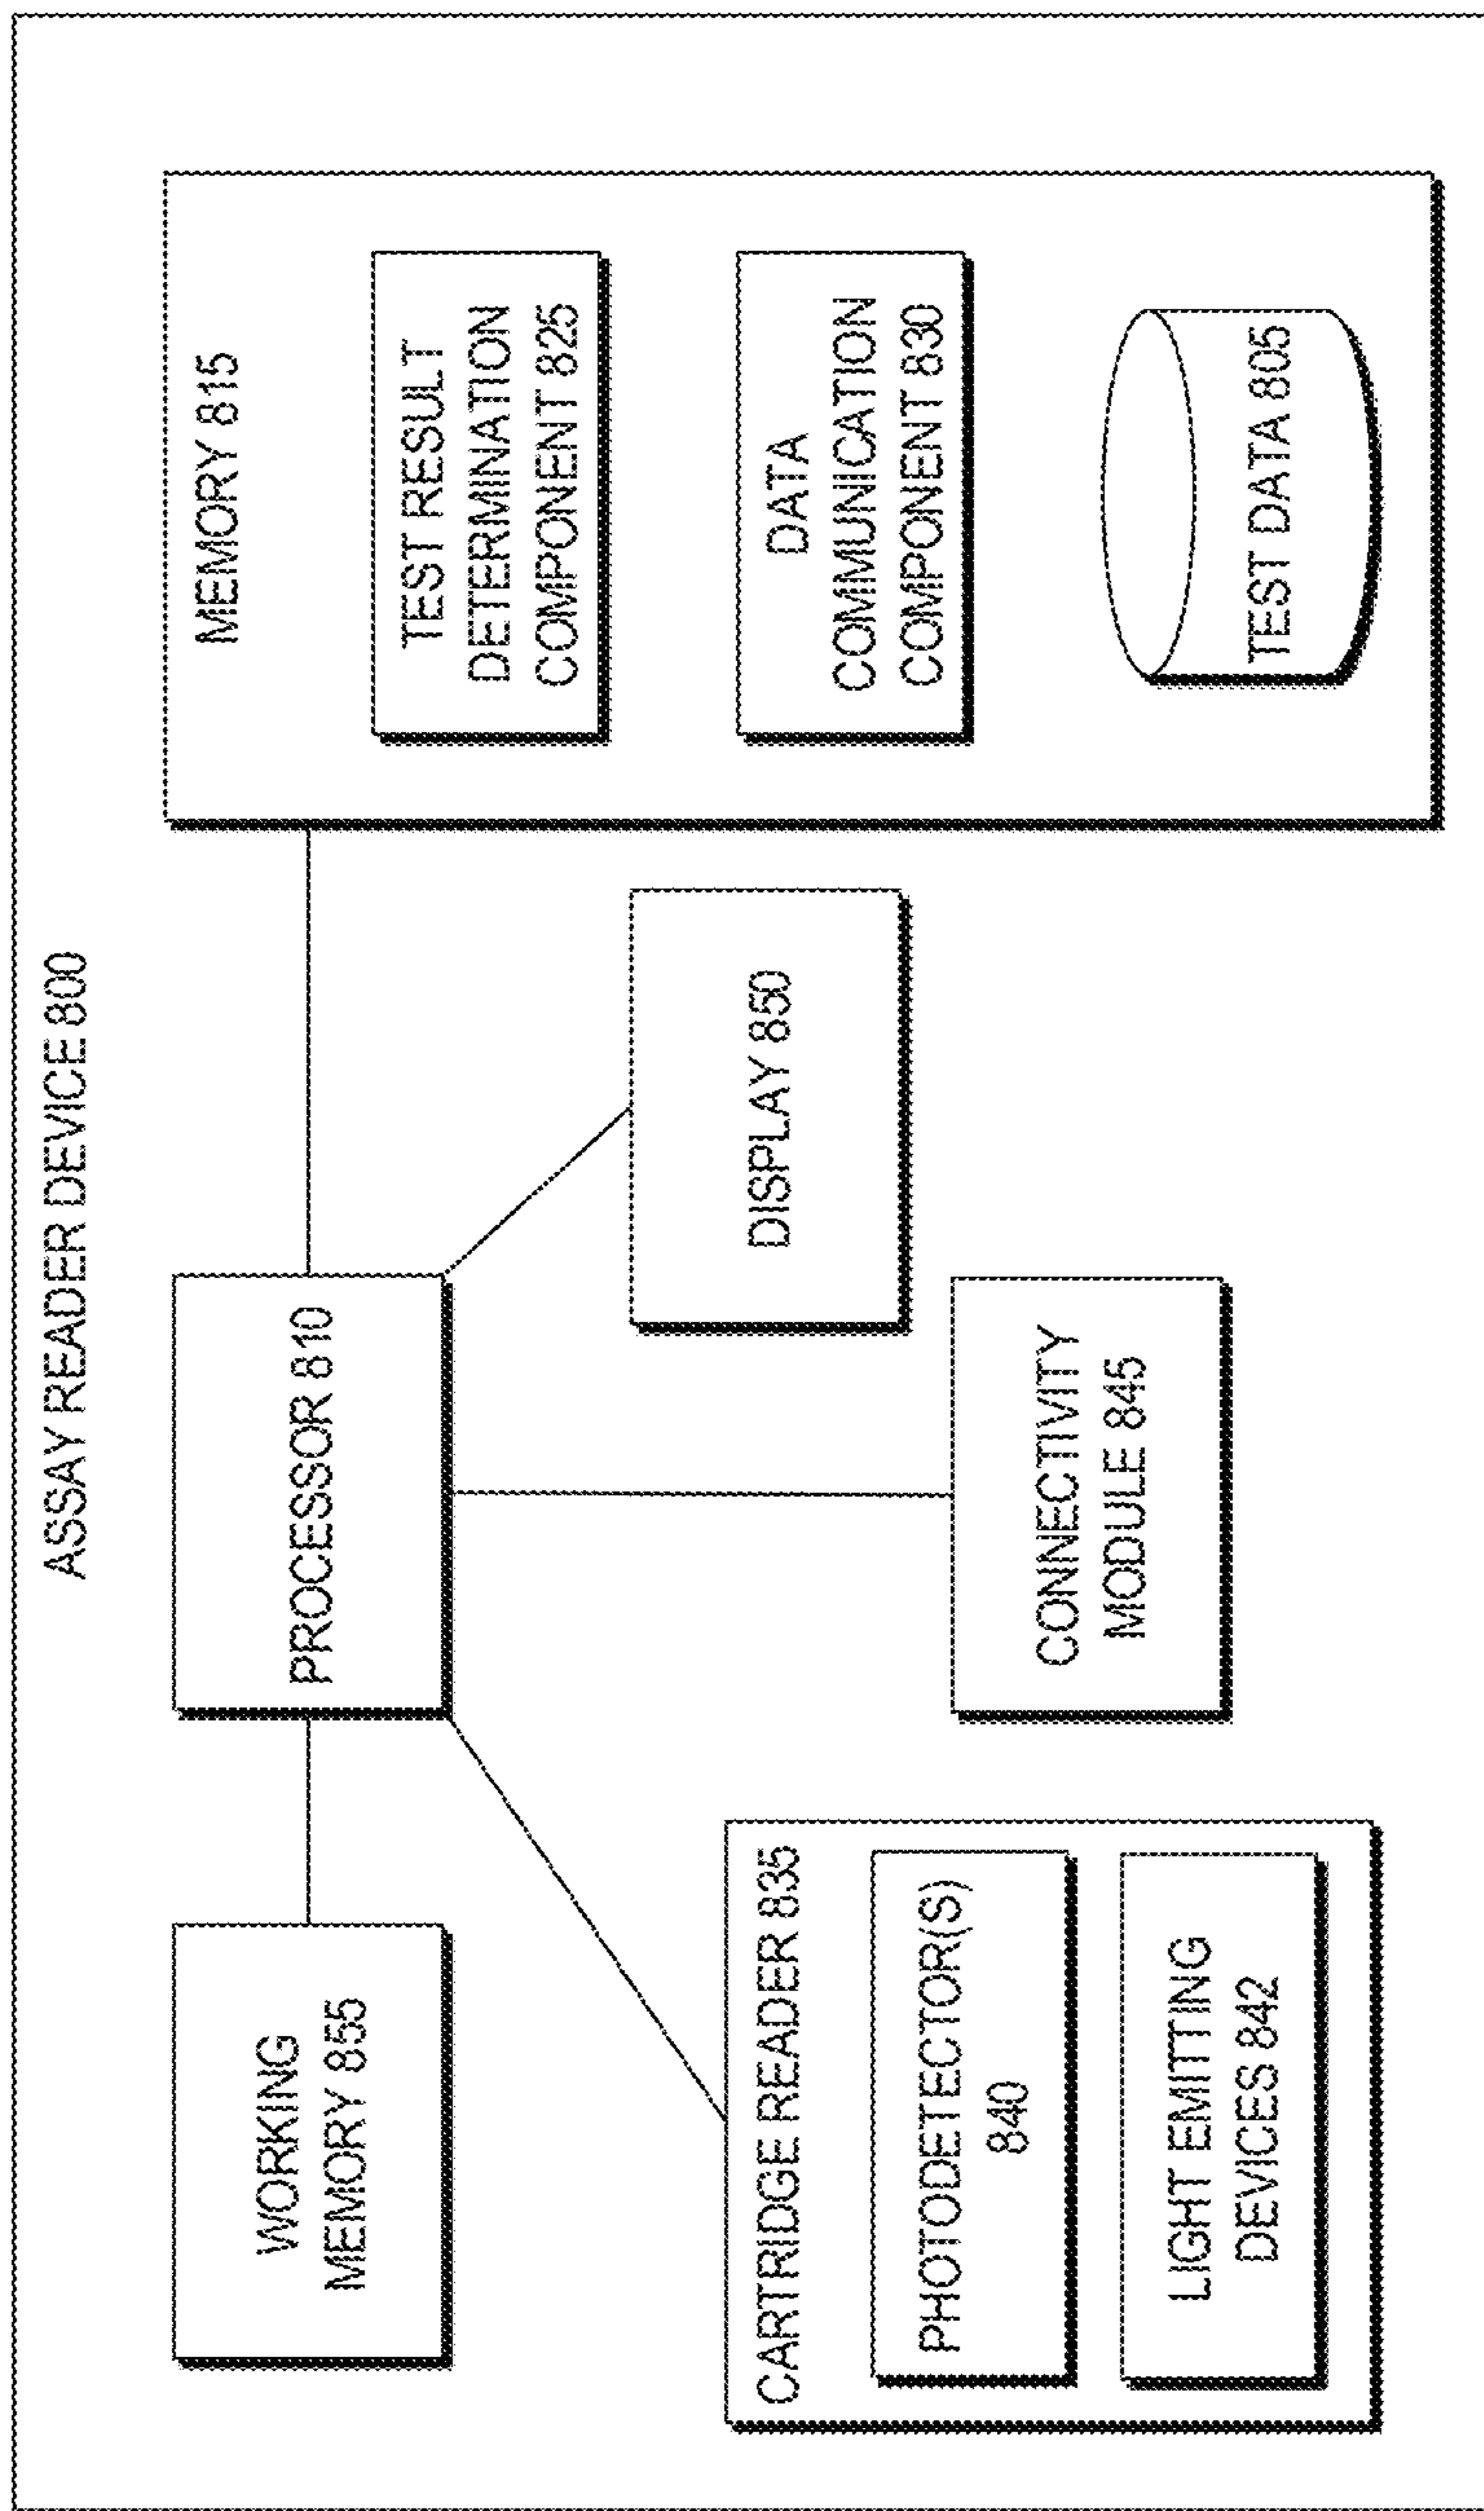 ASSAY READER DEVICE 800
WORKING
MEMORY 855
PROCESSOR 810
MEMORY 815
TEST RESULT
DETERMINATION
COMPONENT 825
DATA
COMMUNICATION
COMPONENT 830
TEST DATA 805
DISPLAY 850
CONNECTIVITY
MODULE 845
CARTRIDGE READER 835
PHOTODETECTOR(S)
840
LIGHT EMITTING
DEVICES 842